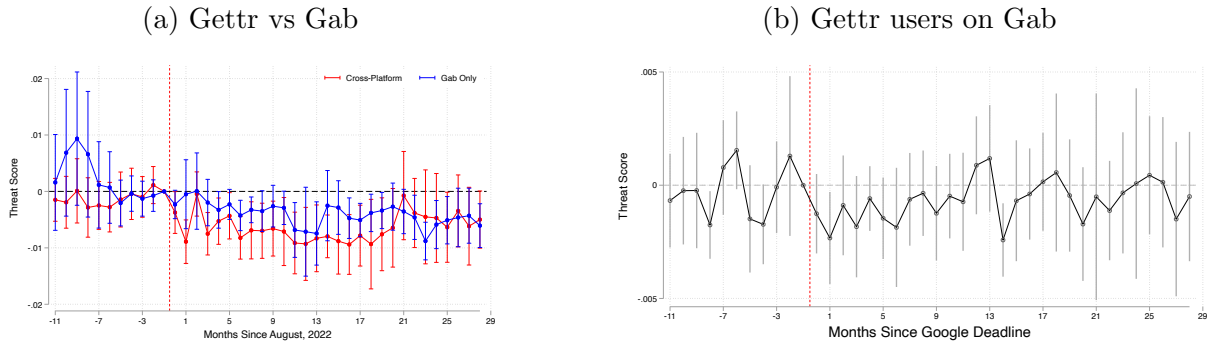 (a) Gettr vs Gab
Threat Score
.02
.01
0
-.01
-.02
Cross-Platform
Gab Only
-11 -7 -3 1 5 9 13 17 21 25 29
Months Since August, 2022
(b) Gettr users on Gab
Threat Score
.005
0
-.005
-11 -7 -3 1 5 9 13 17 21 25 29
Months Since Google Deadline